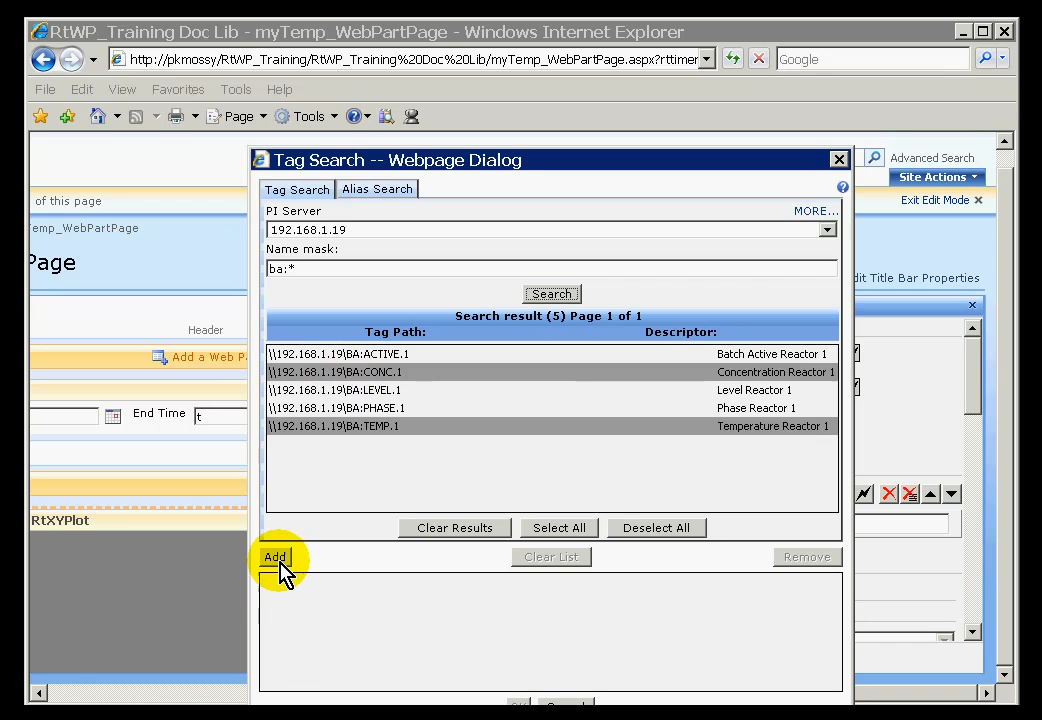 RtWP_Training Doc Lib - myTemp_WebPartPage - Windows Internet Explorer
http://pkmossy/RtWP_Training/RtWP_Training%20Doc%20Lib/myTemp_WebPartPage.aspx?rttimer
Google
File Edit View Favorites Tools Help
Page Tools
Advanced Search
Site Actions
of this page
Exit Edit Mode
Temp_WebPartPage
Page
dit Title Bar Properties
Header
Add a Web P
End Time
t
RtXYPlot
Tag Search -- Webpage Dialog
Tag Search
Alias Search
PI Server
MORE...
192.168.1.19
Name mask:
ba:*
Search
Search result (5) Page 1 of 1
Tag Path: Descriptor:
\\192.168.1.19\BA:ACTIVE.1 Batch Active Reactor 1
\\192.168.1.19\BA:CONC.1 Concentration Reactor 1
\\192.168.1.19\BA:LEVEL.1 Level Reactor 1
\\192.168.1.19\BA:PHASE.1 Phase Reactor 1
\\192.168.1.19\BA:TEMP.1 Temperature Reactor 1
Clear Results
Select All
Deselect All
Add
Clear List
Remove